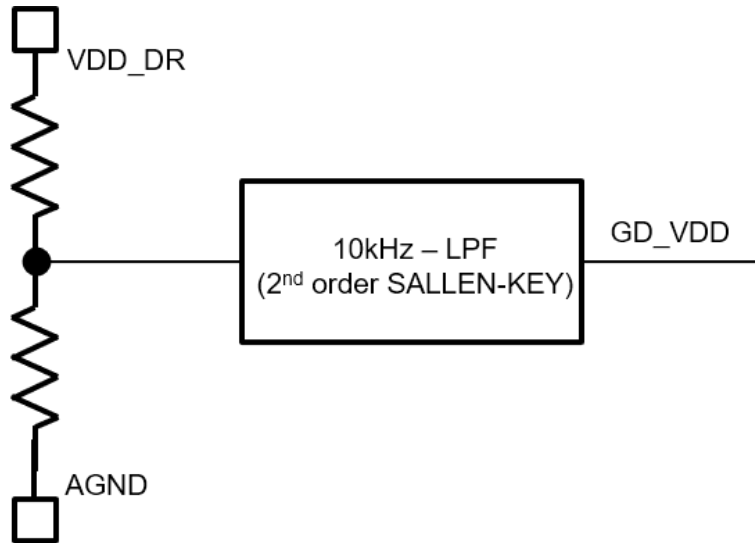 VDD_DR
10kHz – LPF
(2nd order SALLEN-KEY)
GD_VDD
AGND